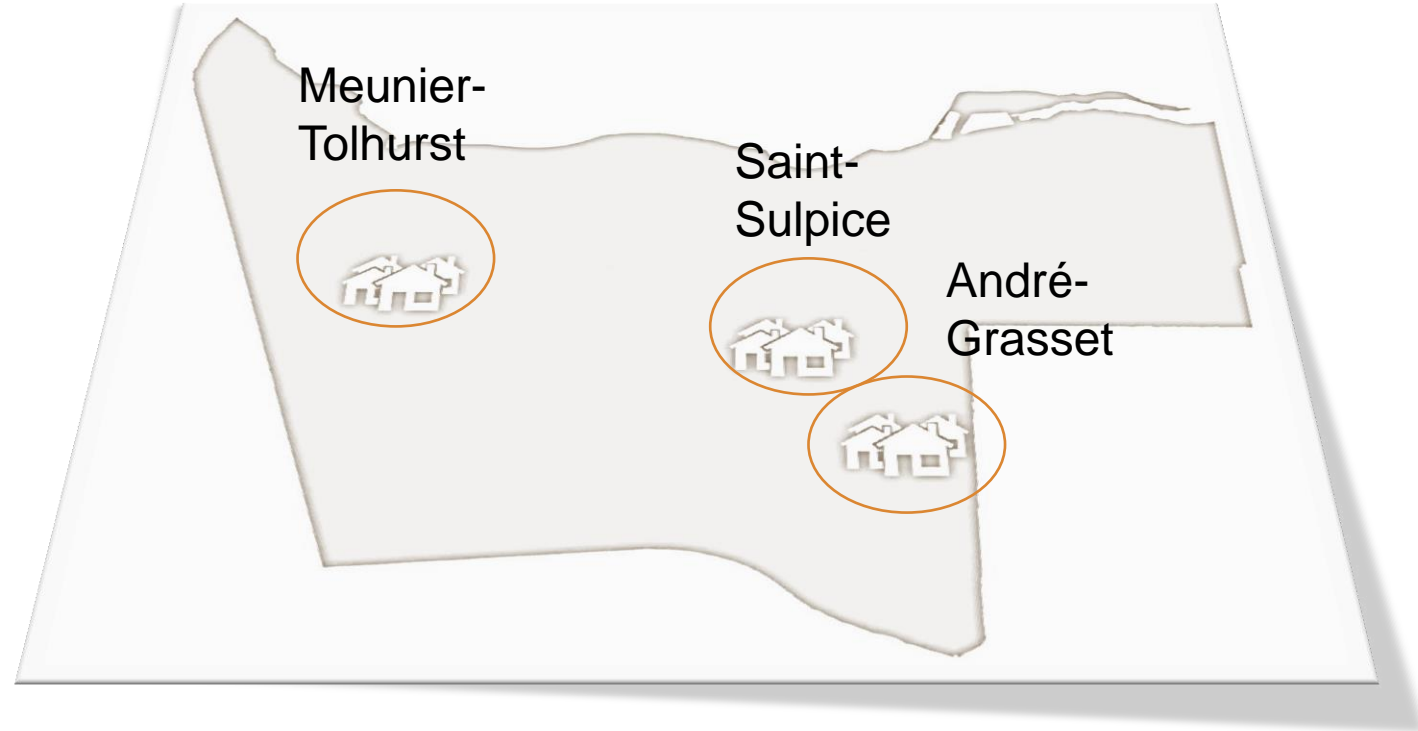 Meunier-
Tolhurst
Saint-
Sulpice
André-
Grasset